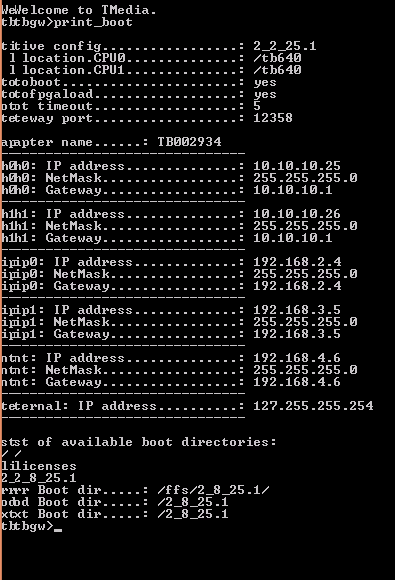 WeWelcome to TMedia.
tbtbgw>print_boot
titive config.................: 2_2_25.1
l location.CPU0...............: /tb640
l location.CPU1...............: /tb640
totoboot......................: yes
totofpgaload..................: yes
otot timeout..................: 5
teteway port..................: 12358
apapter name......: TB002934
h0h0: IP address..............: 10.10.10.25
h0h0: NetMask.................: 255.255.255.0
h0h0: Gateway.................: 10.10.10.1
h1h1: IP address..............: 10.10.10.26
h1h1: NetMask.................: 255.255.255.0
h1h1: Gateway.................: 10.10.10.1
ipip0: IP address.............: 192.168.2.4
ipip0: NetMask................: 255.255.255.0
ipip0: Gateway................: 192.168.2.4
ipip1: IP address.............: 192.168.3.5
ipip1: NetMask................: 255.255.255.0
ipip1: Gateway................: 192.168.3.5
ntnt: IP address..............: 192.168.4.6
ntnt: NetMask.................: 255.255.255.0
ntnt: Gateway.................: 192.168.4.6
teternal: IP address..........: 127.255.255.254
stst of available boot directories:
/ /
lilicenses
2_2_8_25.1
rrrr Boot dir.....: /ffs/2_8_25.1/
odbd Boot dir.....: /2_8_25.1
xtxt Boot dir.....: /2_8_25.1
tbtbgw>_